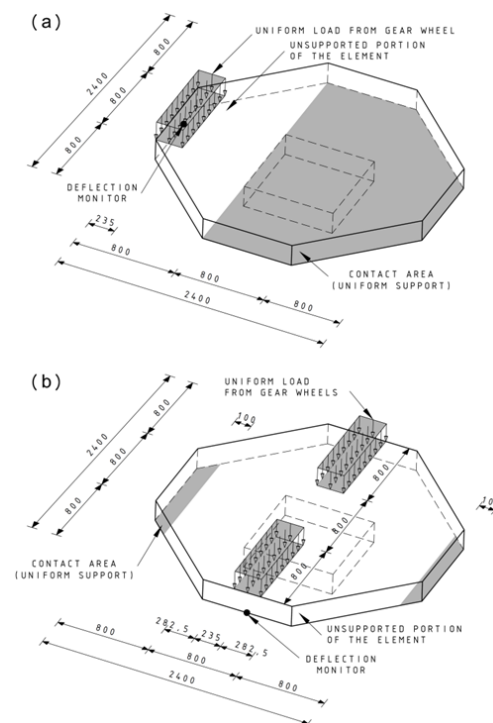 (a)
UNIFORM LOAD FROM GEAR WHEEL
UNSUPPORTED PORTION
OF THE ELEMENT
2400
800
800
800
DEFLECTION
MONITOR
235
800
800
800
2400
CONTACT AREA
(UNIFORM SUPPORT)
(b)
UNIFORM LOAD
FROM GEAR WHEELS
100
2400
800
800
800
800
800
CONTACT AREA
(UNIFORM SUPPORT)
282,5
235
282,5
800
800
800
2400
UNSUPPORTED PORTION
OF THE ELEMENT
DEFLECTION
MONITOR